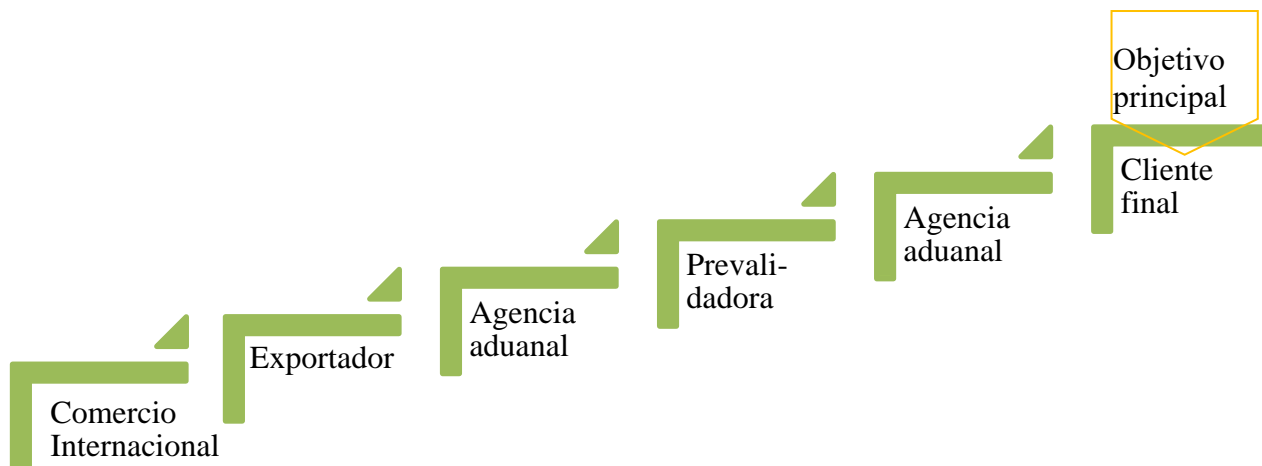 Comercio
Internacional
Exportador
Agencia
aduanal
Prevali-
dadora
Agencia
aduanal
Cliente
final
Objetivo
principal